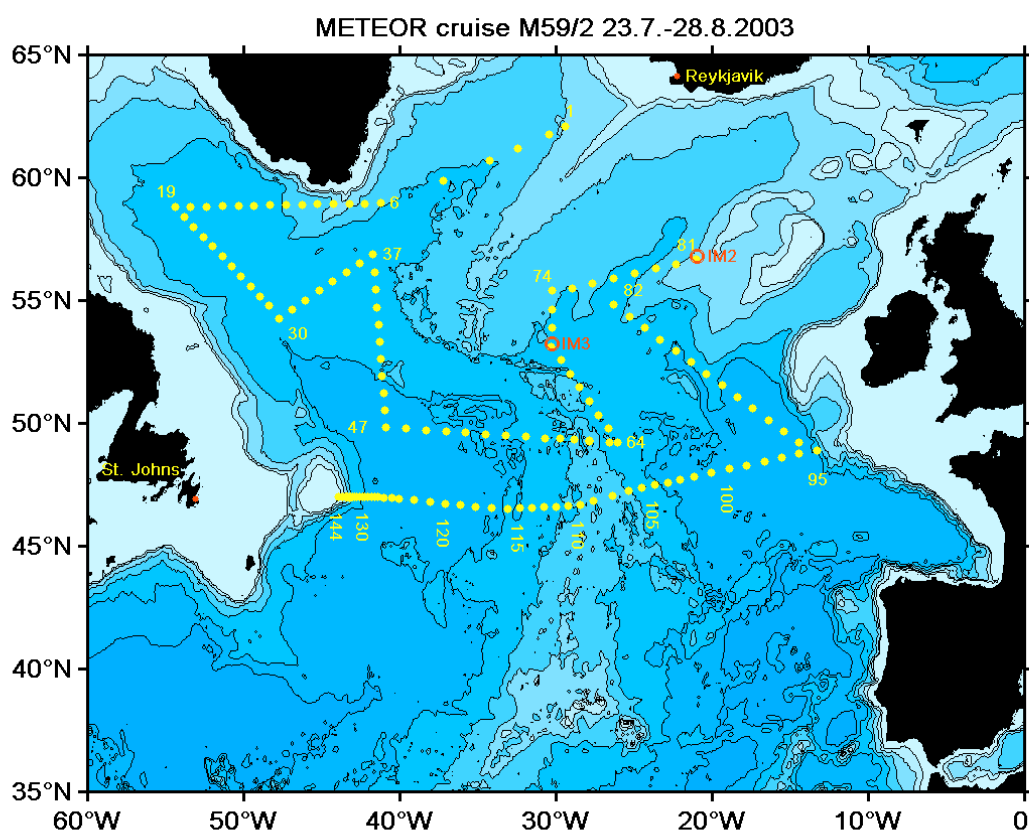 METEOR cruise M59/2 23.7.-28.8.2003
65°N
Reykjavik
1
60°N
19
6
37
81
IM2
74
82
55°N
30
IM3
50°N
47
64
St. Johns
95
100
105
110
115
120
130
144
45°N
40°N
35°N
60°W
50°W
40°W
30°W
20°W
10°W
0